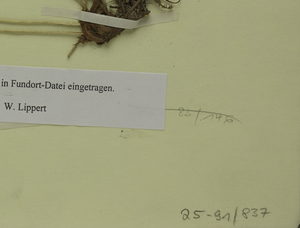 in Fundort-Datei eingetragen.
W. Lippert
25-91/837